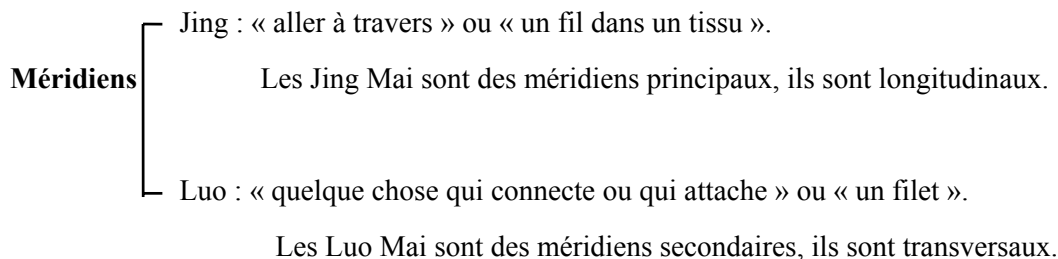 Jing : « aller à travers » ou « un fil dans un tissu ».
Méridiens
Les Jing Mai sont des méridiens principaux, ils sont longitudinaux.
Luo : « quelque chose qui connecte ou qui attache » ou « un filet ».
Les Luo Mai sont des méridiens secondaires, ils sont transversaux.